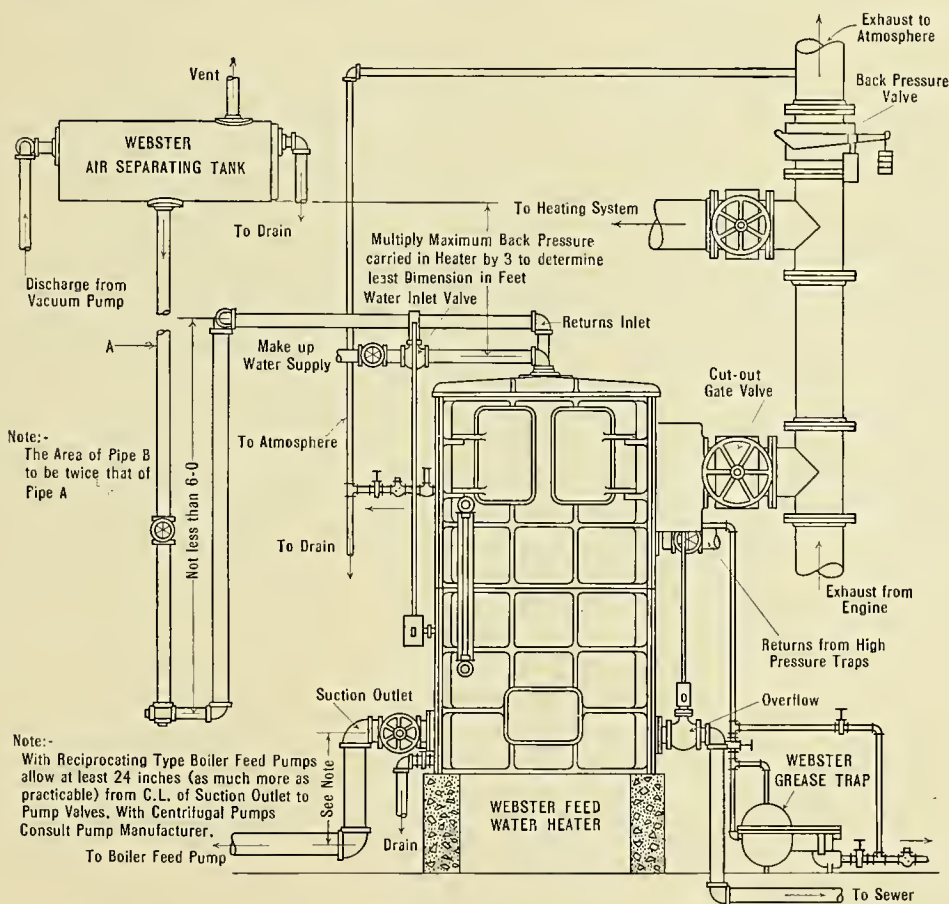 Exhaust to
Atmosphere
Vent
Back Pressure
Valve
WEBSTER
AIR SEPARATING TANK
To Drain
To Heating System
Multiply Maximum Back Pressure
carried in Heater by 3 to determine
least Dimension in Feet
Discharge from
Vacuum Pump
Water Inlet Valve
Returns Inlet
A
Make up
Water Supply
Cut-out
Gate Valve
Note:-
The Area of Pipe B
to be twice that of
Pipe A
To Atmosphere
Not less than 6-0
To Drain
Exhaust from
Engine
Returns from High
Pressure Traps
Suction Outlet
Overflow
Note:-
With Reciprocating Type Boiler Feed Pumps
allow at least 24 inches (as much more as
practicable) from C.L. of Suction Outlet to
Pump Valves. With Centrifugal Pumps
Consult Pump Manufacturer.
See Note
WEBSTER
GREASE TRAP
WEBSTER FEED
WATER HEATER
To Boiler Feed Pump
Drain
To Sewer